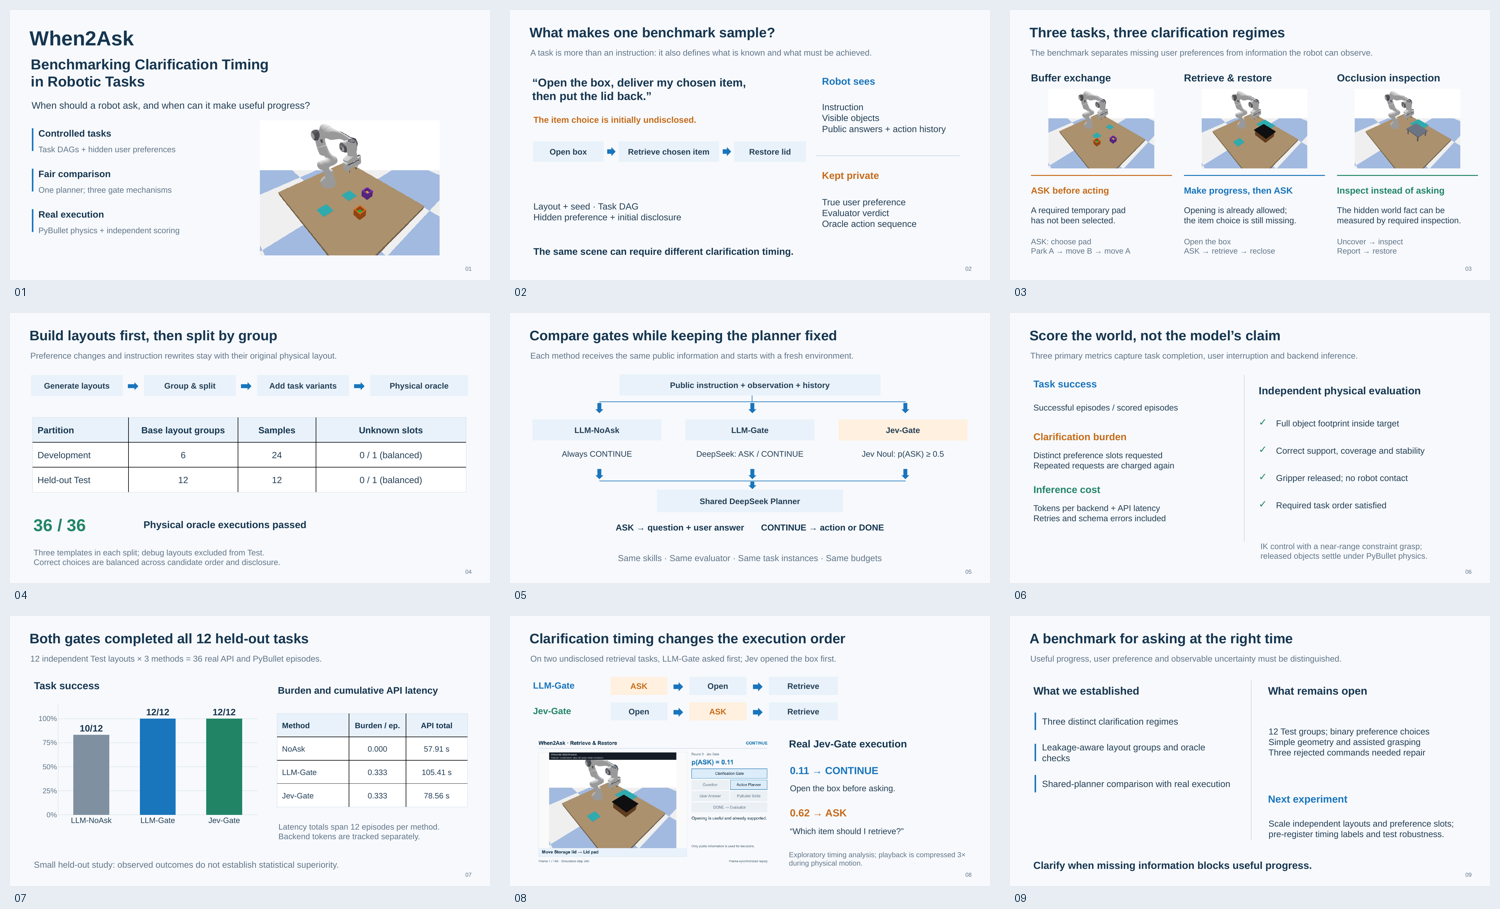 When2Ask
Benchmarking Clarification Timing
in Robotic Tasks
When should a robot ask, and when can it make useful progress?
Controlled tasks
Task DAGs + hidden user preferences
Fair comparison
One planner; three gate mechanisms
Real execution
PyBullet physics + independent scoring
01
01
What makes one benchmark sample?
A task is more than an instruction: it also defines what is known and what must be achieved.
“Open the box, deliver my chosen item,
then put the lid back.”
The item choice is initially undisclosed.
Open box
Retrieve chosen item
Restore lid
Layout + seed · Task DAG
Hidden preference + initial disclosure
The same scene can require different clarification timing.
Robot sees
Instruction
Visible objects
Public answers + action history
Kept private
True user preference
Evaluator verdict
Oracle action sequence
02
02
Three tasks, three clarification regimes
The benchmark separates missing user preferences from information the robot can observe.
Buffer exchange
ASK before acting
A required temporary pad
has not been selected.
ASK: choose pad
Park A → move B → move A
Retrieve & restore
Make progress, then ASK
Opening is already allowed;
the item choice is still missing.
Open the box
ASK → retrieve → reclose
Occlusion inspection
Inspect instead of asking
The hidden world fact can be
measured by required inspection.
Uncover → inspect
Report → restore
03
03
Build layouts first, then split by group
Preference changes and instruction rewrites stay with their original physical layout.
Generate layouts
Group & split
Add task variants
Physical oracle
Partition Base layout groups Samples Unknown slots
Development 6 24 0 / 1 (balanced)
Held-out Test 12 12 0 / 1 (balanced)
36 / 36 Physical oracle executions passed
Three templates in each split; debug layouts excluded from Test.
Correct choices are balanced across candidate order and disclosure.
04
04
Compare gates while keeping the planner fixed
Each method receives the same public information and starts with a fresh environment.
Public instruction + observation + history
LLM-NoAsk
LLM-Gate
Jev-Gate
Always CONTINUE
DeepSeek: ASK / CONTINUE
Jev Noul: p(ASK) ≥ 0.5
Shared DeepSeek Planner
ASK → question + user answer CONTINUE → action or DONE
Same skills · Same evaluator · Same task instances · Same budgets
05
05
Score the world, not the model’s claim
Three primary metrics capture task completion, user interruption and backend inference.
Task success
Successful episodes / scored episodes
Clarification burden
Distinct preference slots requested
Repeated requests are charged again
Inference cost
Tokens per backend + API latency
Retries and schema errors included
Independent physical evaluation
✓ Full object footprint inside target
✓ Correct support, coverage and stability
✓ Gripper released; no robot contact
✓ Required task order satisfied
IK control with a near-range constraint grasp;
released objects settle under PyBullet physics.
06
06
Both gates completed all 12 held-out tasks
12 independent Test layouts × 3 methods = 36 real API and PyBullet episodes.
Task success
100%
75%
50%
25%
0%
10/12
12/12
12/12
LLM-NoAsk
LLM-Gate
Jev-Gate
Burden and cumulative API latency
Method Burden / ep. API total
NoAsk 0.000 57.91 s
LLM-Gate 0.333 105.41 s
Jev-Gate 0.333 78.56 s
Latency totals span 12 episodes per method.
Backend tokens are tracked separately.
Small held-out study: observed outcomes do not establish statistical superiority.
07
07
Clarification timing changes the execution order
On two undisclosed retrieval tasks, LLM-Gate asked first; Jev opened the box first.
LLM-Gate ASK Open Retrieve
Jev-Gate Open ASK Retrieve
When2Ask · Retrieve & Restore
CONTINUE
p(ASK) = 0.11
Clarification Gate
Question
Action Planner
User Answer
PyBullet Skills
DONE → Evaluator
Opening is useful and already supported.
Move Storage lid → Lid pad
Real Jev-Gate execution
0.11 → CONTINUE
Open the box before asking.
0.62 → ASK
“Which item should I retrieve?”
Exploratory timing analysis; playback is compressed 3×
during physical motion.
08
08
A benchmark for asking at the right time
Useful progress, user preference and observable uncertainty must be distinguished.
What we established
Three distinct clarification regimes
Leakage-aware layout groups and oracle
checks
Shared-planner comparison with real execution
What remains open
12 Test groups; binary preference choices
Simple geometry and assisted grasping
Three rejected commands needed repair
Next experiment
Scale independent layouts and preference slots;
pre-register timing labels and test robustness.
Clarify when missing information blocks useful progress.
09
09